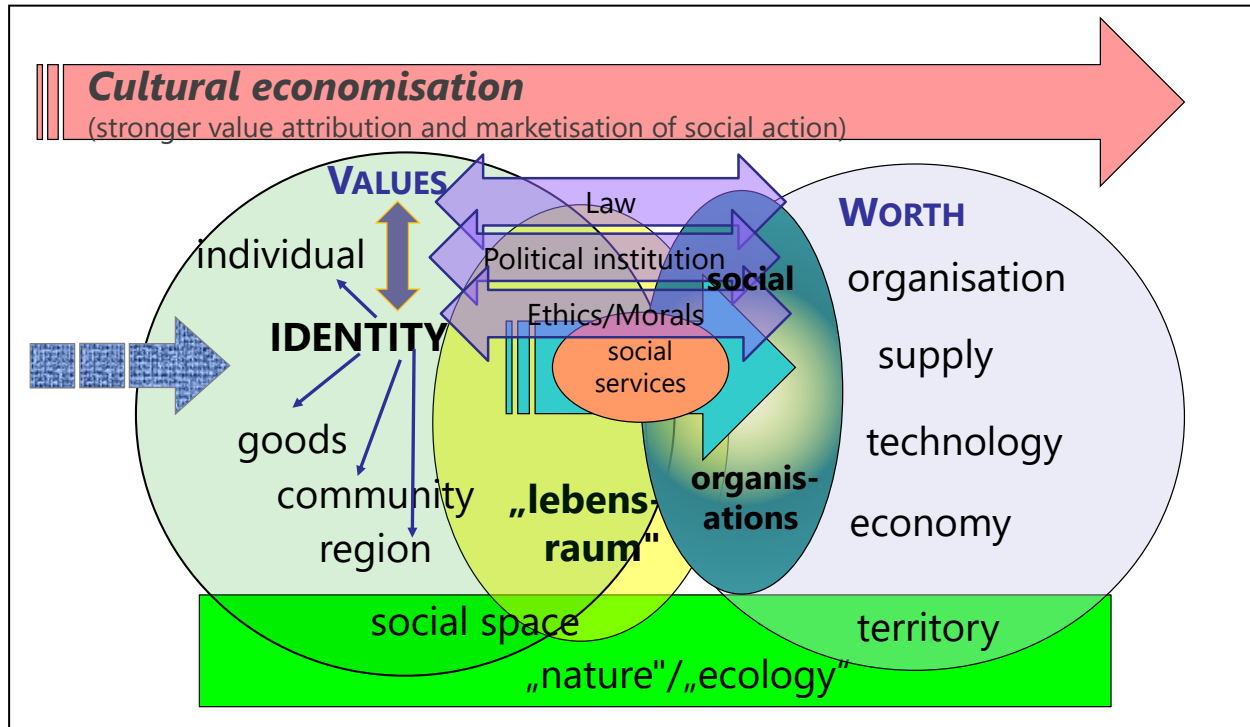 Cultural economisation
(stronger value attribution and marketisation of social action)
VALUES
Law
WORTH
individual
Political institution
social
organisation
IDENTITY
Ethics/Morals
social
services
supply
goods
technology
community
organis-
ations
„lebens-
raum"
economy
region
social space
territory
„nature"/„ecology“